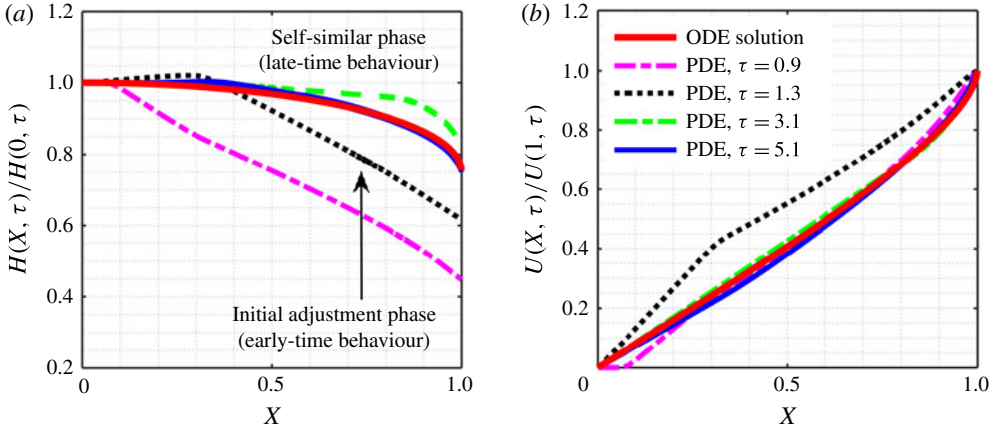 (a)
1.2
1.0
0.8
0.6
0.4
0.2
H(X, τ)/H(0, τ)
Self-similar phase
(late-time behaviour)
Initial adjustment phase
(early-time behaviour)
0
0.5
1.0
X
(b)
1.2
1.0
0.8
0.6
0.4
0.2
0
U(X, τ)/U(1, τ)
ODE solution
PDE, τ = 0.9
PDE, τ = 1.3
PDE, τ = 3.1
PDE, τ = 5.1
0
0.5
1.0
X